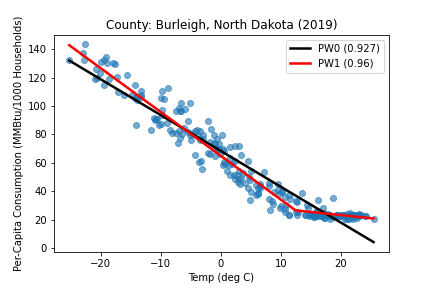 County: Burleigh, North Dakota (2019)
Per-Capita Consumption (MMBtu/1000 Households)
140
120
100
80
60
40
20
0
PW0 (0.927)
PW1 (0.96)
−20
−10
0
10
20
Temp (deg C)